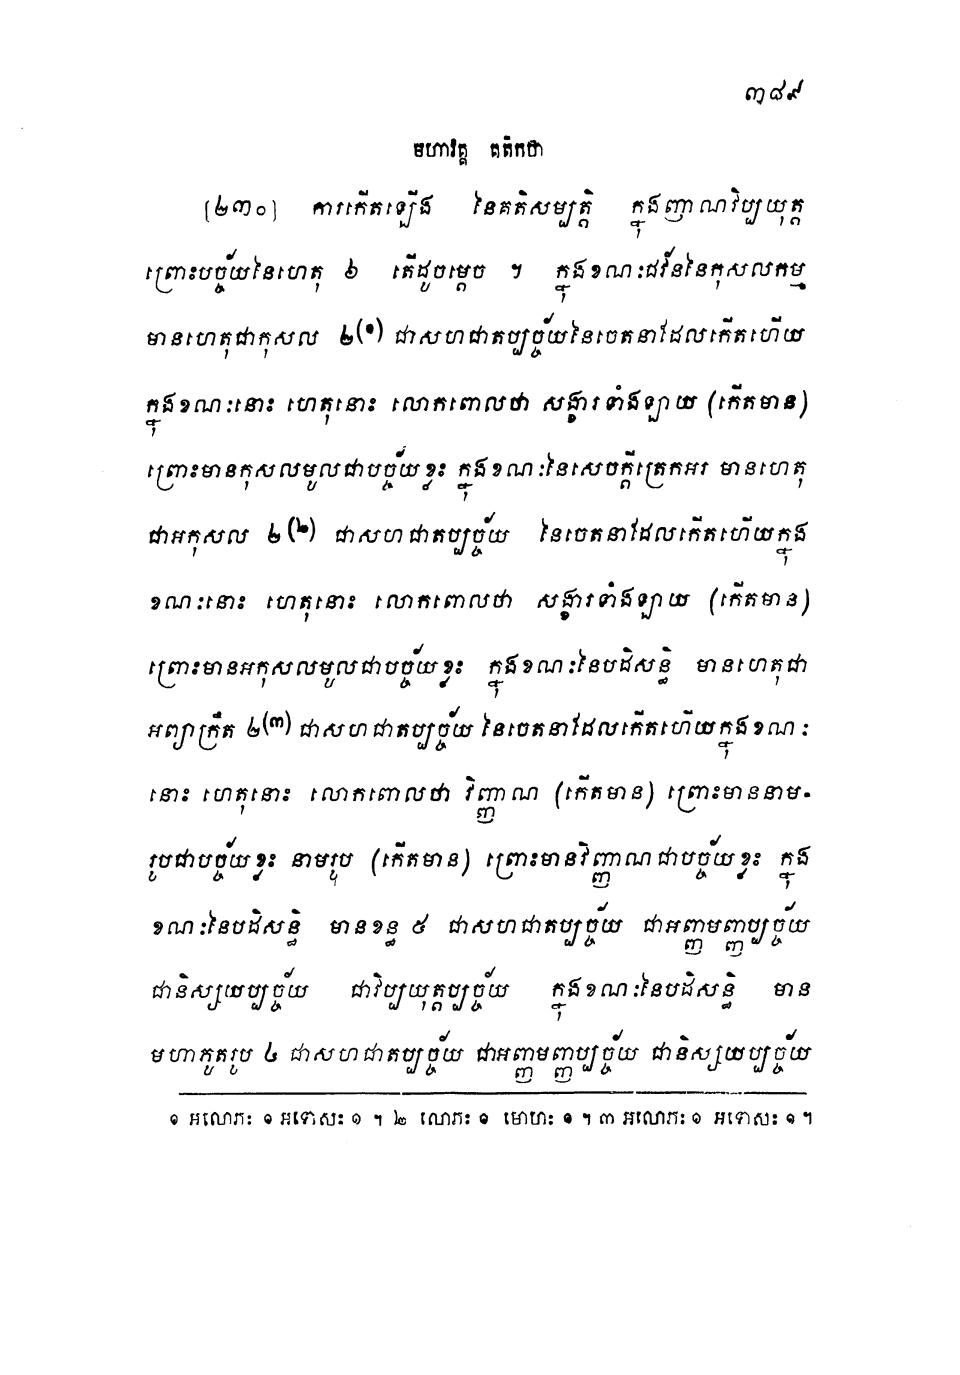 ៣៨៩
មហាវគ្គ គតិកថា
[២៣០] ការកើតឡើង នៃគតិសម្បត្តិ ក្នុងញាណវិប្បយុត្ត
ព្រោះបច្ច័យនៃហេតុ ៦ តើដូចម្តេច ។ ក្នុងខណៈជវ័ននៃកុសលកម្ម
មានហេតុជាកុសល ២(១) ជាសហជាតប្បច្ច័យនៃចេតនាដែលកើតហើយ
ក្នុងខណៈនោះ ហេតុនោះ លោកពោលថា សង្ខារទាំងឡាយ (កើតមាន)
ព្រោះមានកុសលមូលជាបច្ច័យខ្លះ ក្នុងខណៈនៃសេចក្តីត្រេកអរ មានហេតុ
ជាអកុសល ២(២) ជាសហជាតប្បច្ច័យ នៃចេតនាដែលកើតហើយក្នុង
ខណៈនោះ ហេតុនោះ លោកពោលថា សង្ខារទាំងឡាយ (កើតមាន)
ព្រោះមានអកុសលមូលជាបច្ច័យខ្លះ ក្នុងខណៈនៃបដិសន្ធិ មានហេតុជា
អព្យាក្រឹត ២(៣) ជាសហជាតប្បច្ច័យ នៃចេតនាដែលកើតហើយក្នុងខណៈ
នោះ ហេតុនោះ លោកពោលថា វិញ្ញាណ (កើតមាន) ព្រោះមាននាម-
រូបជាបច្ច័យខ្លះ នាមរូប (កើតមាន) ព្រោះមានវិញ្ញាណជាបច្ច័យខ្លះ ក្នុង
ខណៈនៃបដិសន្ធិ មានខន្ធ ៥ ជាសហជាតប្បច្ច័យ ជាអញ្ញមញ្ញប្បច្ច័យ
ជានិស្សយប្បច្ច័យ ជាវិប្បយុត្តប្បច្ច័យ ក្នុងខណៈនៃបដិសន្ធិ មាន
មហាភូតរូប ៤ ជាសហជាតប្បច្ច័យ ជាអញ្ញមញ្ញប្បច្ច័យ ជានិស្សយប្បច្ច័យ
១ អលោភៈ ១ អទោសៈ ១ ។ ២ លោភៈ ១ មោហៈ ១ ។ ៣ អលោភៈ ១ អទោសៈ ១ ។